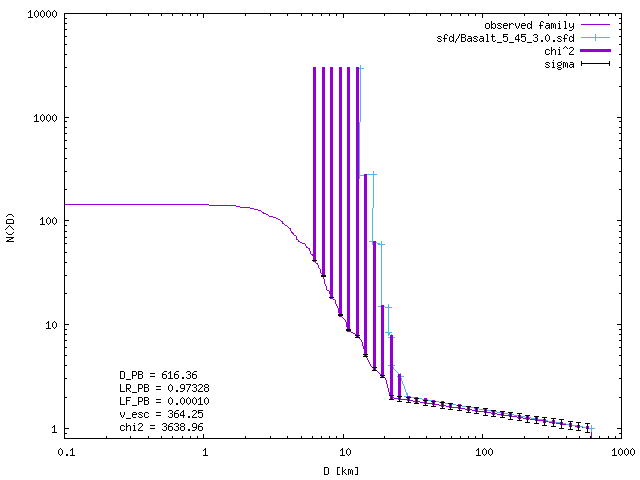 10000
observed family
sfd/Basalt_5_45_3.0.sfd
chi^2
sigma
1000
100
N(>D)
10
D_PB = 616.36
LR_PB = 0.97328
LF_PB = 0.00010
v_esc = 364.25
chi2 = 3638.96
1
0.1 1 10 100 1000
D [km]